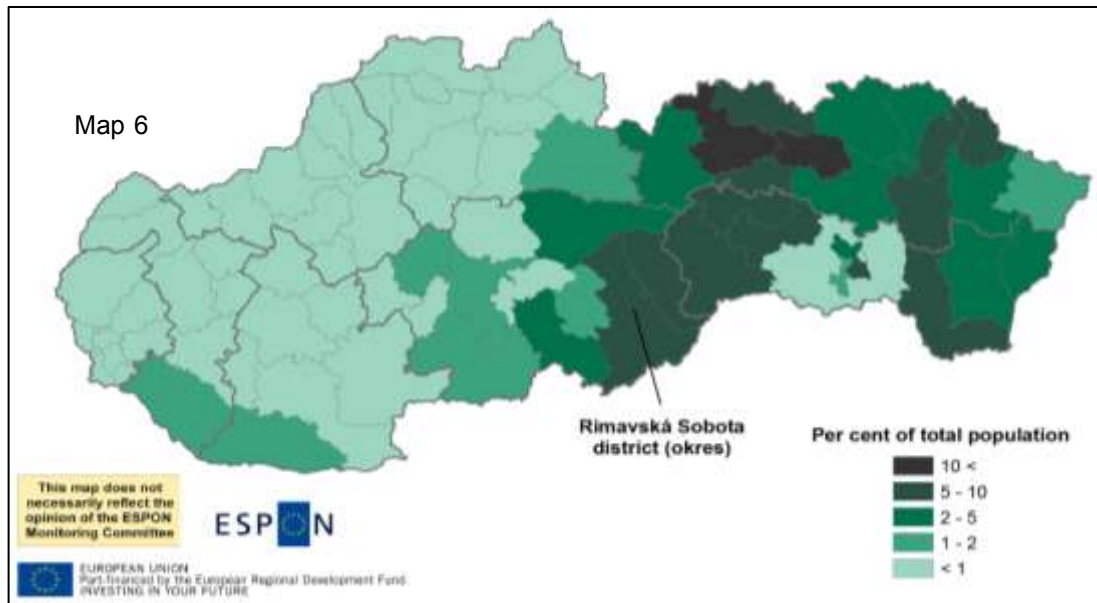 Map 6
Rimavská Sobota
district (okres)
Per cent of total population
10 <
5 - 10
2 - 5
1 - 2
< 1
This map does not
necessarily reflect the
opinion of the ESPON
Monitoring Committee
ESPON
EUROPEAN UNION
Part-financed by the European Regional Development Fund
INVESTING IN YOUR FUTURE